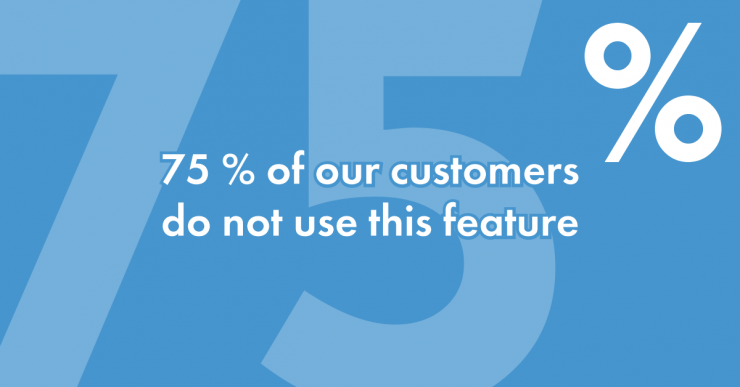 75 %
75 % of our customers
do not use this feature